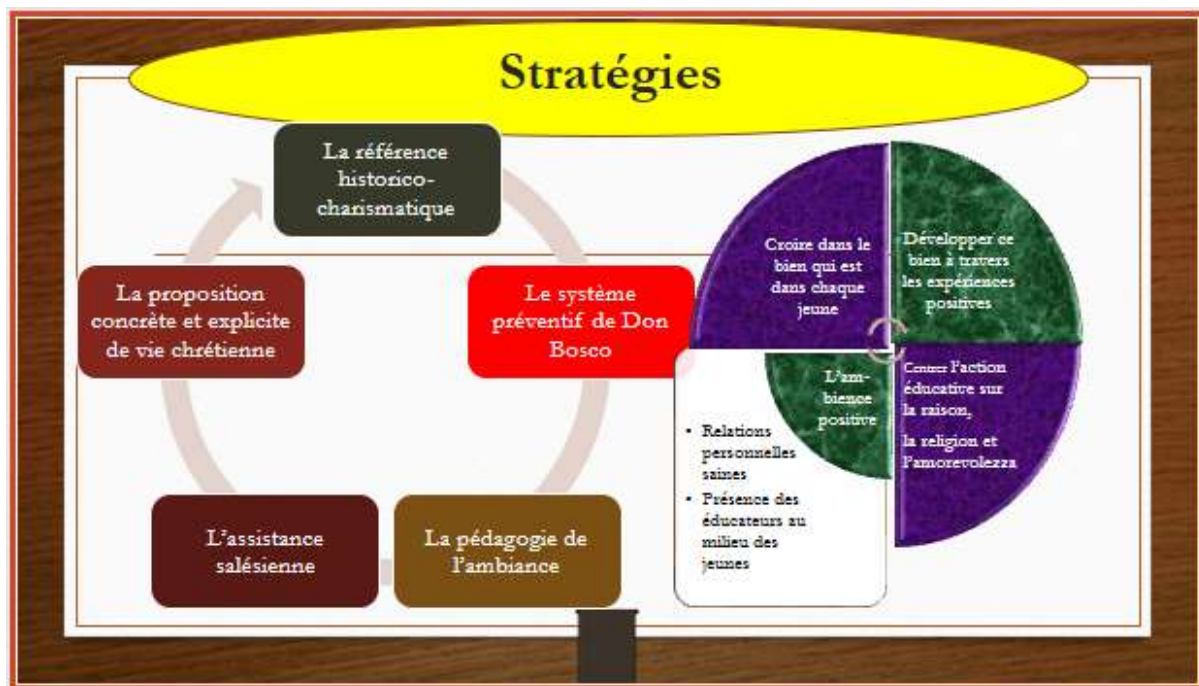 Stratégies
La référence
historico-
charismatique
Le système
préventif de Don
Bosco
La pédagogie de
l'ambiance
L'assistance
salésienne
La proposition
concrète et explicite
de vie chrétienne
Croire dans le
bien qui est
dans chaque
jeune
Développer ce
bien à travers
les expériences
positives
Centrer l'action
éducative sur
la raison,
la religion et
l'amorevolezza
L'am-
bience
positive
• Relations
personnelles
saines
• Présence des
éducateurs au
milieu des
jeunes